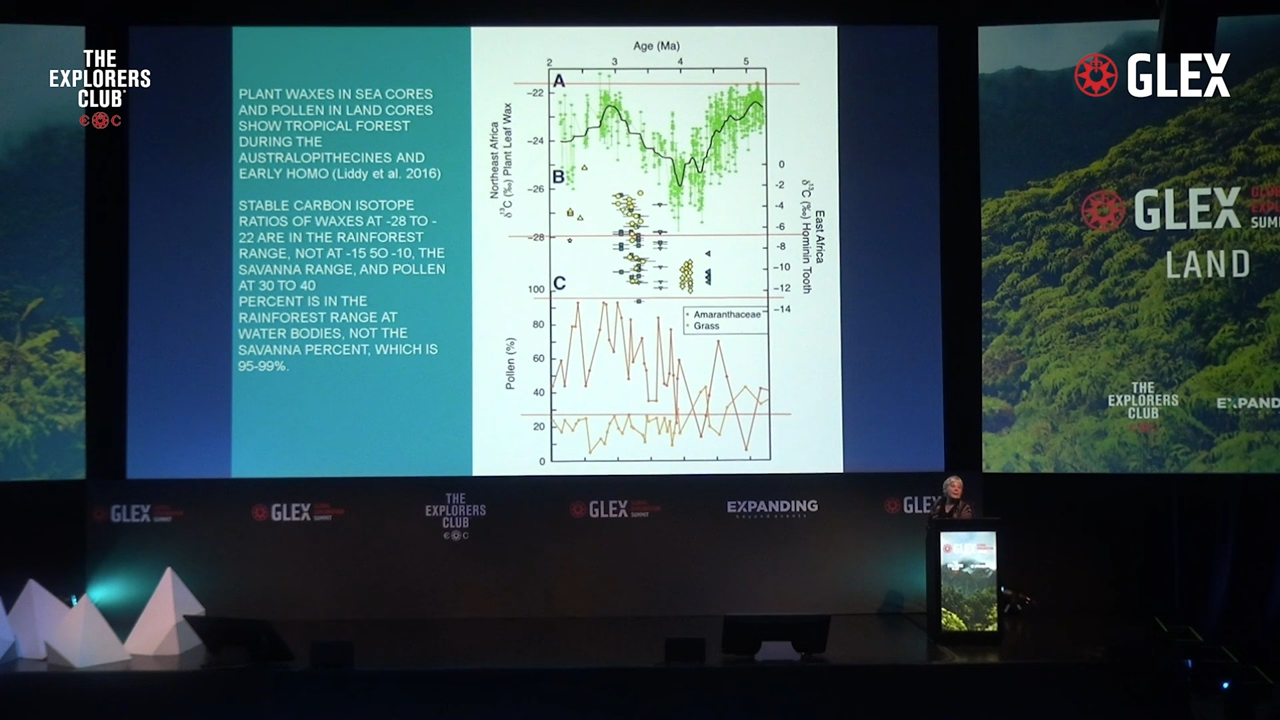 THE
EXPLORERS
CLUB
GLEX
PLANT WAXES IN SEA CORES
AND POLLEN IN LAND CORES
SHOW TROPICAL FOREST
DURING THE
AUSTRALOPITHECINES AND
EARLY HOMO (Liddy et al. 2016)
STABLE CARBON ISOTOPE
RATIOS OF WAXES AT -28 TO -
22 ARE IN THE RAINFOREST
RANGE, NOT AT -15 5O -10, THE
SAVANNA RANGE, AND POLLEN
AT 30 TO 40
PERCENT IS IN THE
RAINFOREST RANGE AT
WATER BODIES, NOT THE
SAVANNA PERCENT, WHICH IS
95-99%.
Age (Ma)
2 3 4 5
A
-22
-24
-26
-28
Northeast Africa
δ13C (‰) Plant Leaf Wax
B
0
-2
-4
-6
-8
-10
-12
-14
East Africa
δ13C (‰) Hominin Tooth
C
100
80
60
40
20
0
Pollen (%)
Amaranthaceae
Grass
GLEX
LAND
THE
EXPLORERS
CLUB
EXPAND
GLEX
GLEX
SUMMIT
THE
EXPLORERS
CLUB
GLEX
SUMMIT
EXPANDING
GLEX
GLEX